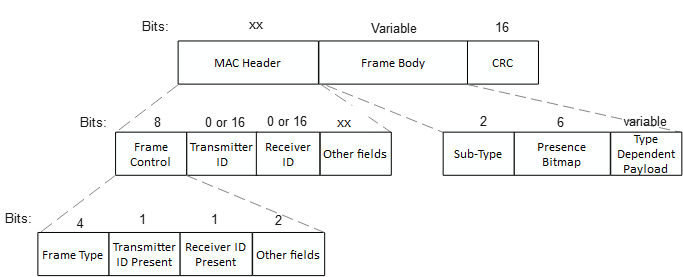 Bits: xx Variable 16
MAC Header Frame Body CRC
Bits: 8 0 or 16 0 or 16 xx 2 6 variable
Frame Control Transmitter ID Receiver ID Other fields Sub-Type Presence Bitmap Type Dependent Payload
Bits: 4 1 1 2
Frame Type Transmitter ID Present Receiver ID Present Other fields